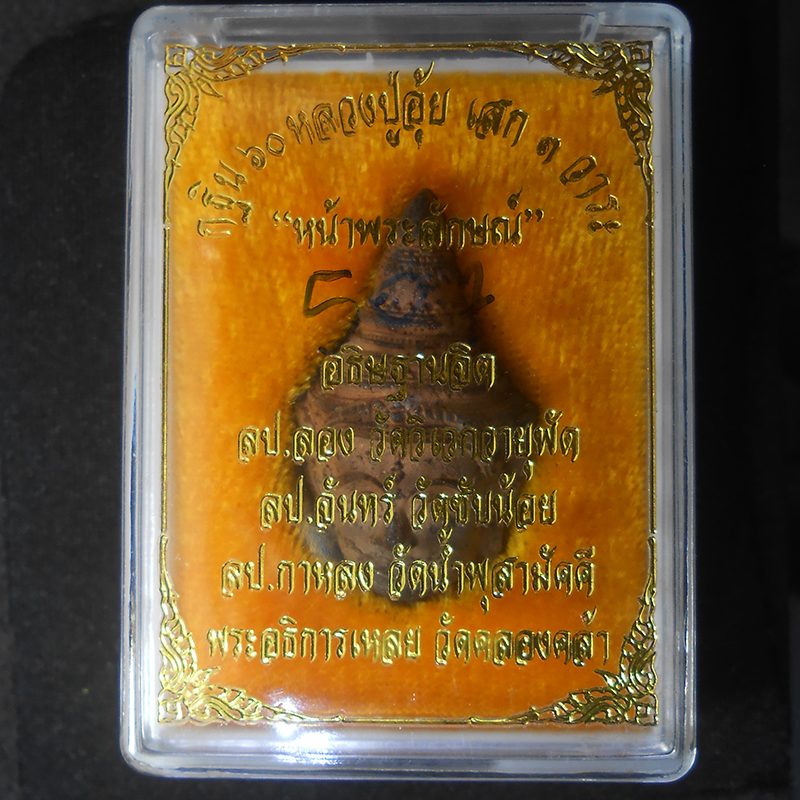 กฐิน ๖๐ หลวงปู่อุ้ย เสก ๓ วาระ
“หน้าพระลักษณ์”
อธิษฐานจิต
ลป.ลอง วัดวิเวกวายุพัด
ลป.จันทร์ วัดซับน้อย
ลป.กาหลง วัดน้ำพุสามัคคี
พระอธิการเหลย วัดคลองคล้า